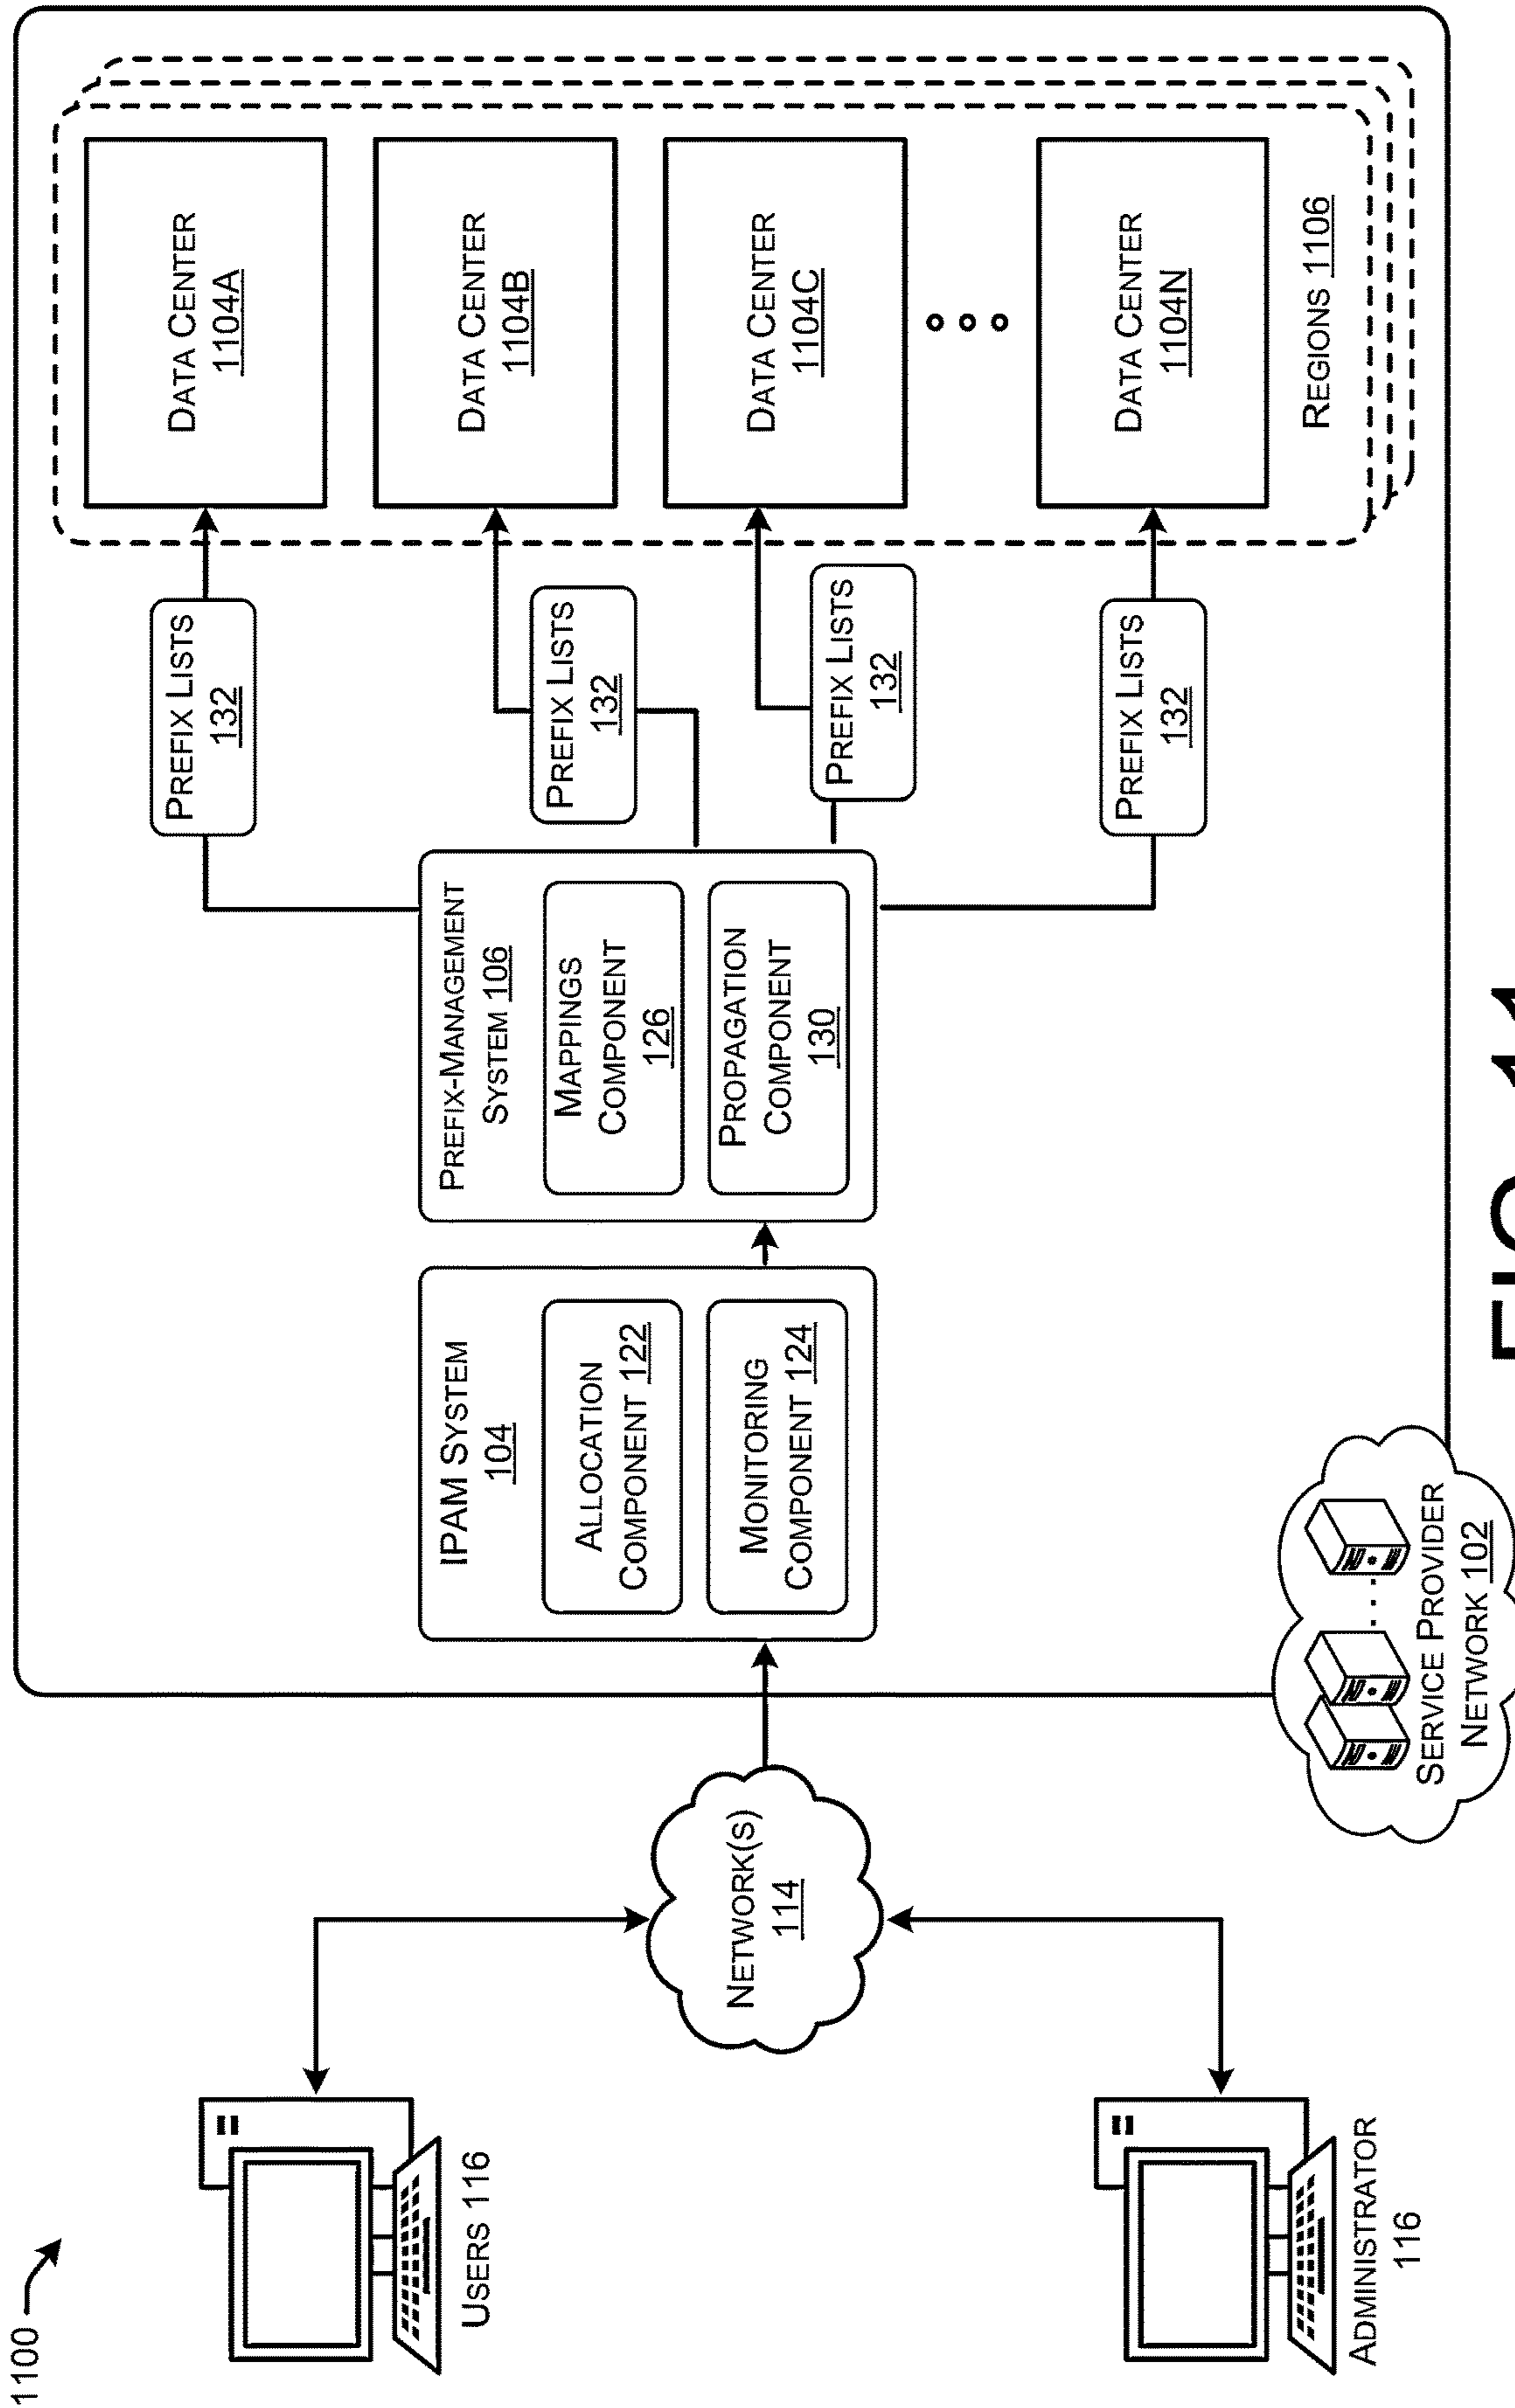 1100
USERS 116
ADMINISTRATOR
116
NETWORK(S)
114
SERVICE PROVIDER
NETWORK 102
IPAM SYSTEM
104
ALLOCATION
COMPONENT 122
MONITORING
COMPONENT 124
PREFIX-MANAGEMENT
SYSTEM 106
MAPPINGS
COMPONENT
126
PROPAGATION
COMPONENT
130
PREFIX LISTS
132
PREFIX LISTS
132
PREFIX LISTS
132
PREFIX LISTS
132
DATA CENTER
1104A
DATA CENTER
1104B
DATA CENTER
1104C
DATA CENTER
1104N
REGIONS 1106
FIG. 11